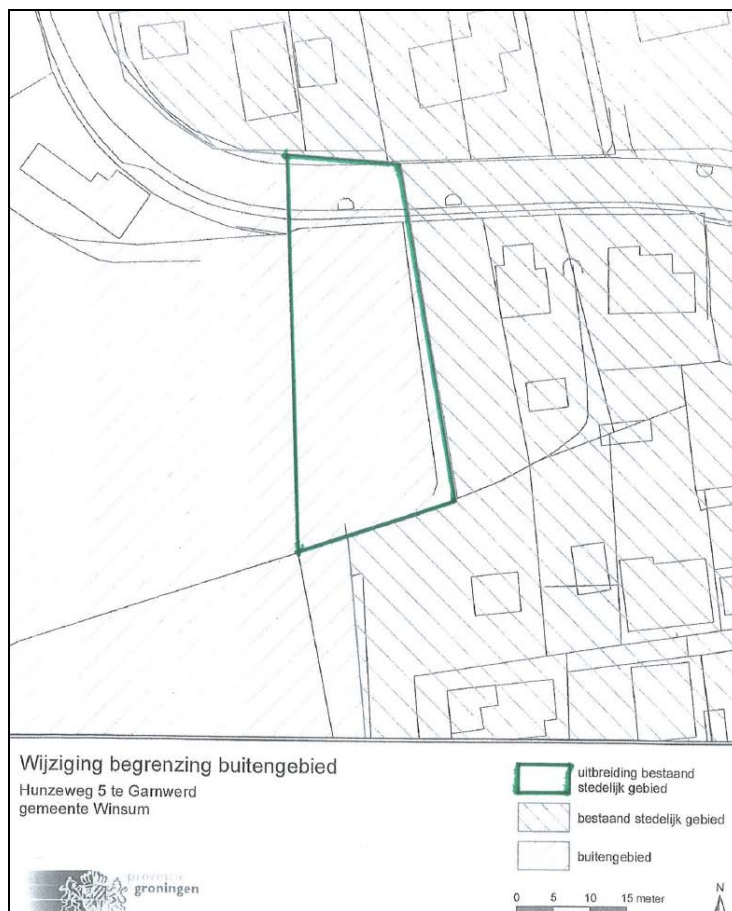 Wijziging begrenzing buitengebied
Hunzeweg 5 te Garnwerd
gemeente Winsum
provincie
groningen
uitbreiding bestaand
stedelijk gebied
bestaand stedelijk gebied
buitengebied
0 5 10 15 meter
N